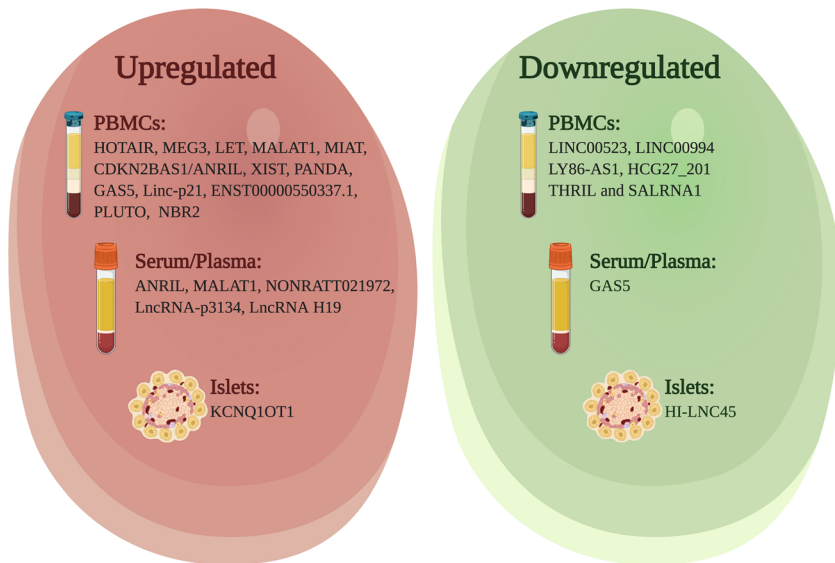 Upregulated
PBMCs:
HOTAIR, MEG3, LET, MALAT1, MIAT,
CDKN2BAS1/ANRIL, XIST, PANDA,
GAS5, Linc-p21, ENST00000550337.1,
PLUTO, NBR2
Serum/Plasma:
ANRIL, MALAT1, NONRATT021972,
LncRNA-p3134, LncRNA H19
Islets:
KCNQ1OT1
Downregulated
PBMCs:
LINC00523, LINC00994
LY86-AS1, HCG27_201
THRIL and SALRNA1
Serum/Plasma:
GAS5
Islets:
HI-LNC45